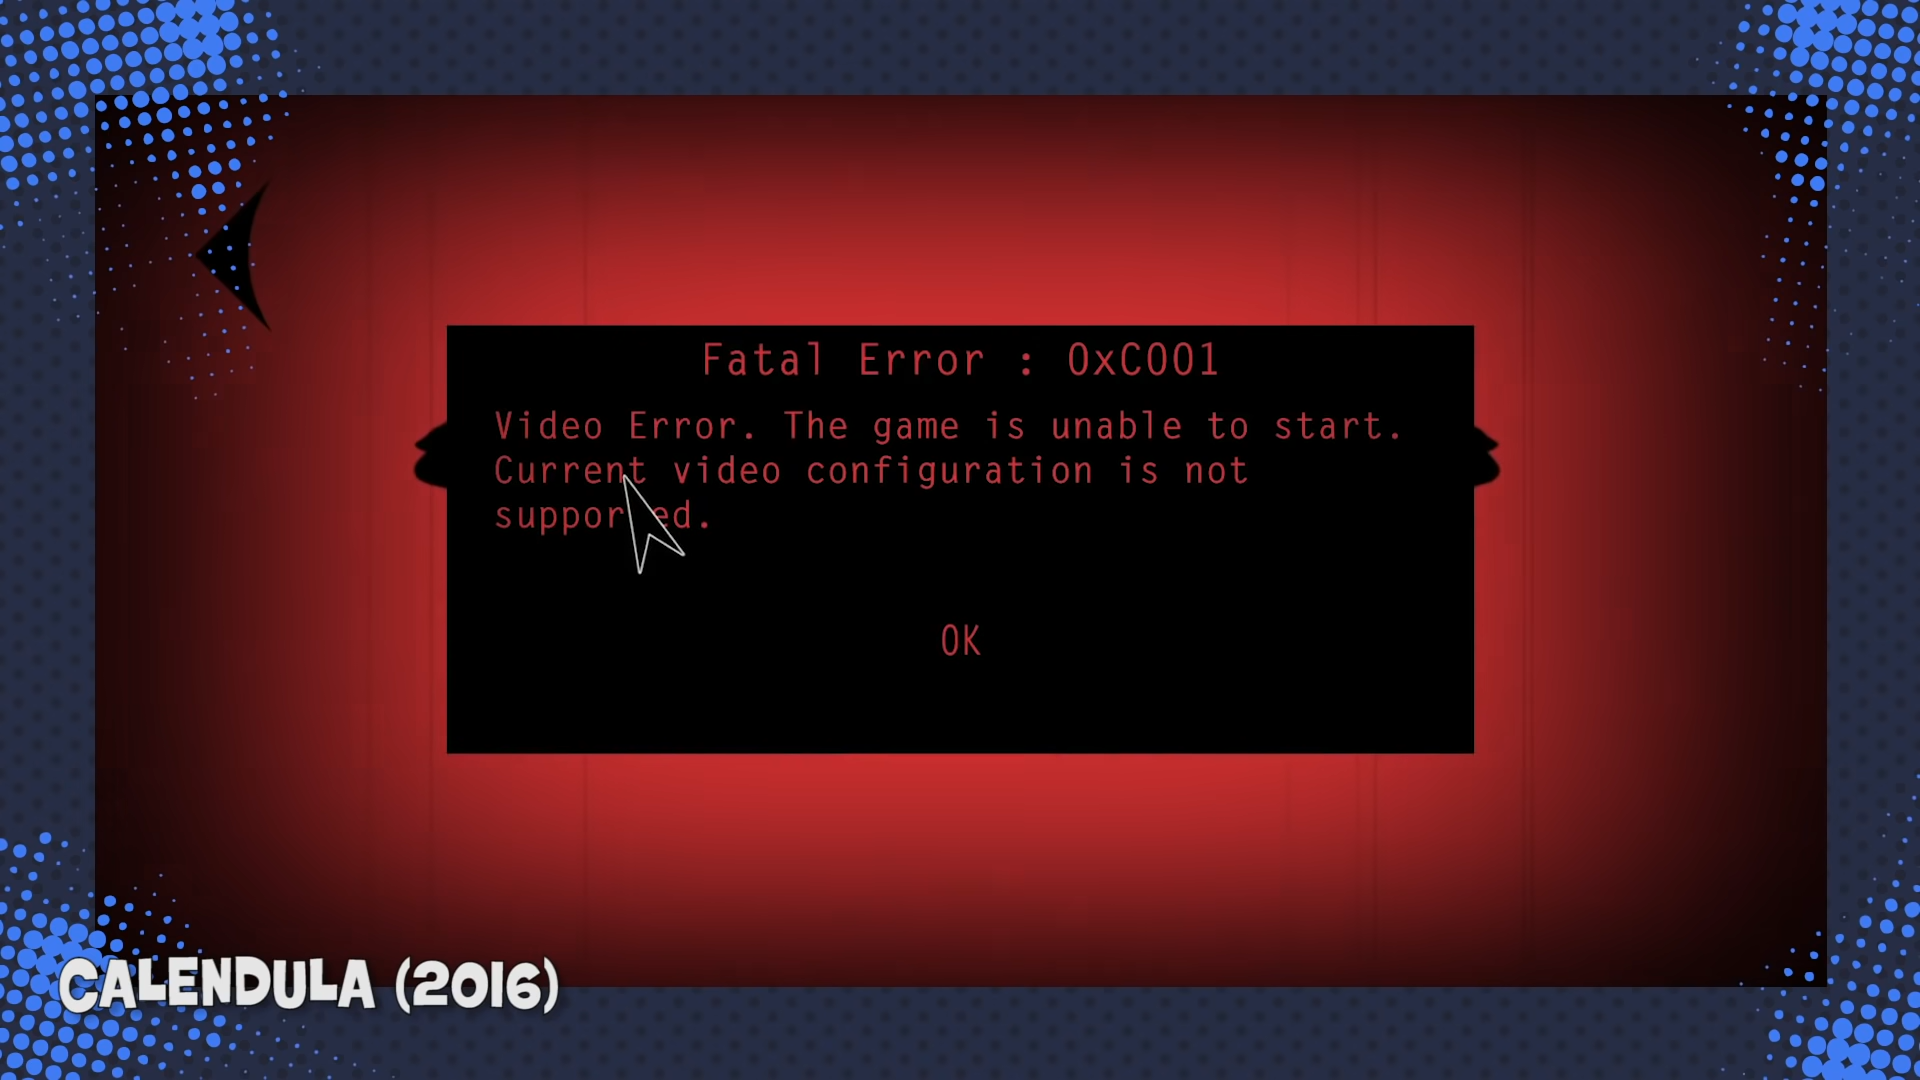 Fatal Error : 0xC001
Video Error. The game is unable to start.
Current video configuration is not
supported.
OK
CALENDULA (2016)